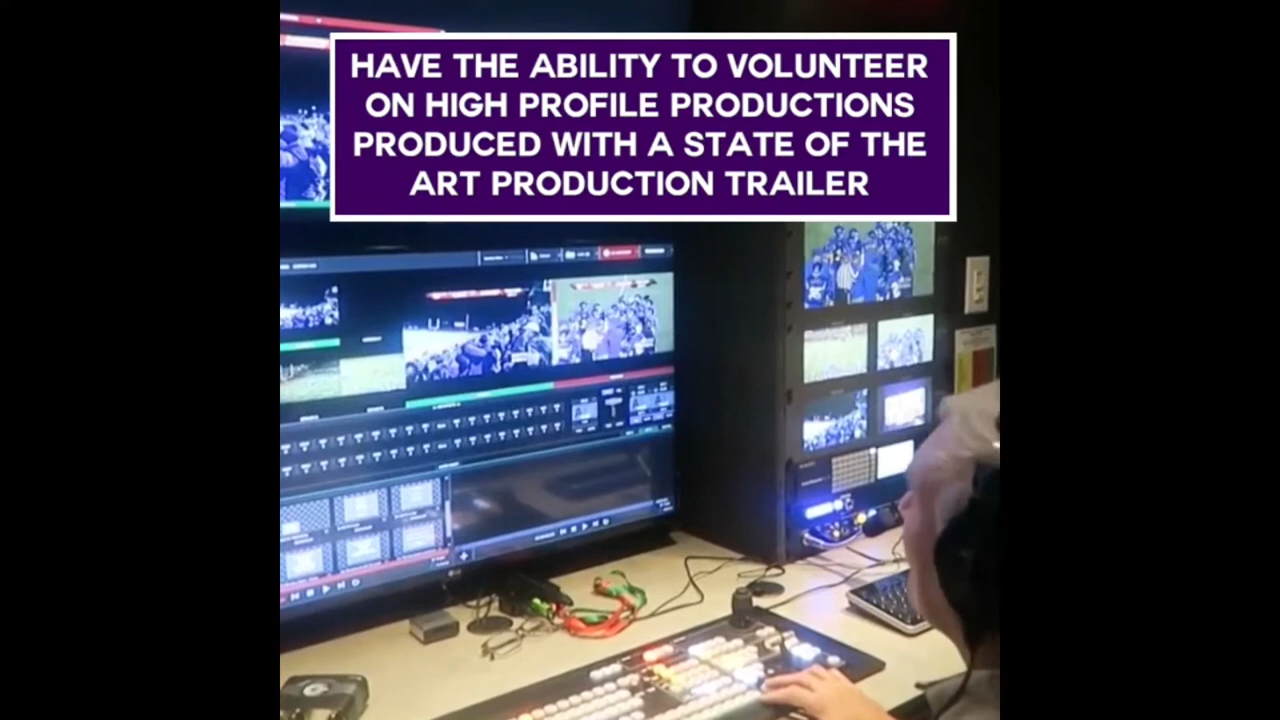 HAVE THE ABILITY TO VOLUNTEER
ON HIGH PROFILE PRODUCTIONS
PRODUCED WITH A STATE OF THE
ART PRODUCTION TRAILER